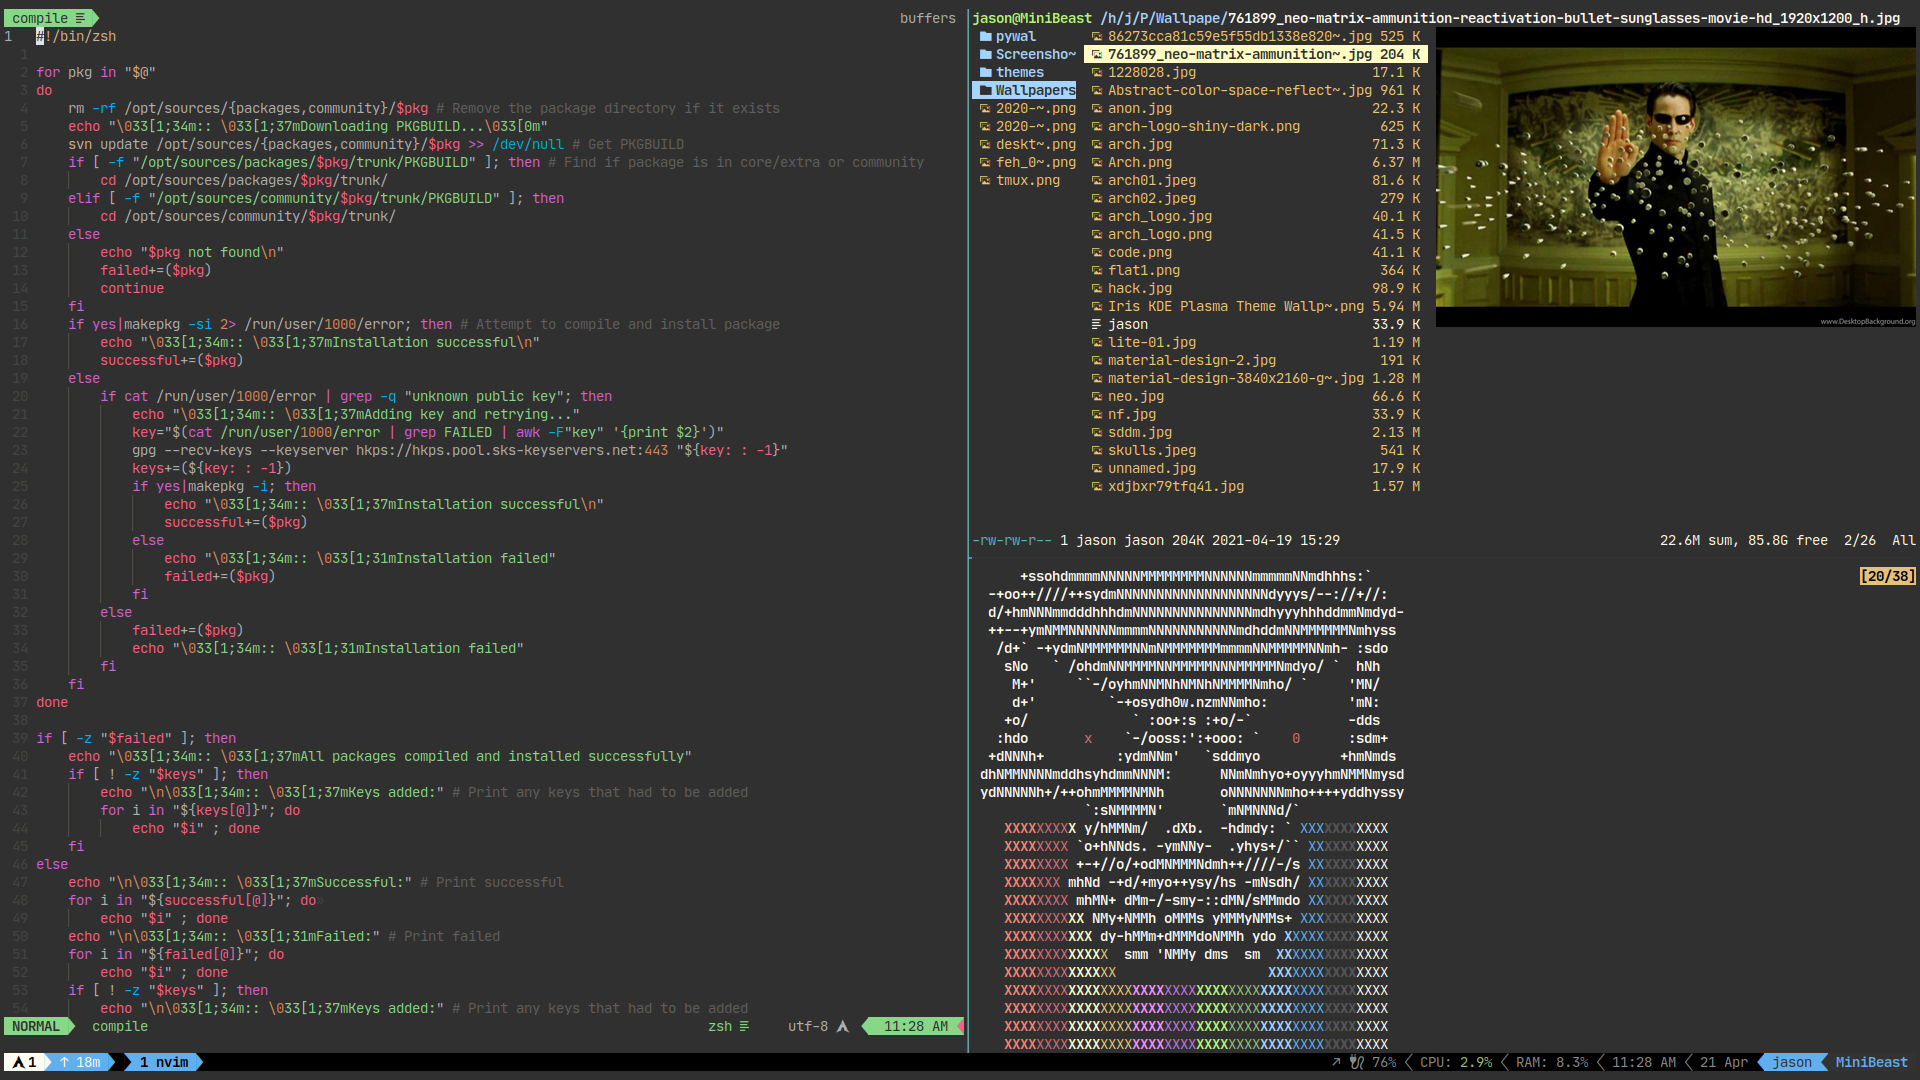 compile
buffers
1 #!/bin/zsh
1
2 for pkg in "$@"
3 do
4 rm -rf /opt/sources/{packages,community}/$pkg # Remove the package directory if it exists
5 echo "\033[1;34m:: \033[1;37mDownloading PKGBUILD...\033[0m"
6 svn update /opt/sources/{packages,community}/$pkg >> /dev/null # Get PKGBUILD
7 if [ -f "/opt/sources/packages/$pkg/trunk/PKGBUILD" ]; then # Find if package is in core/extra or community
8 cd /opt/sources/packages/$pkg/trunk/
9 elif [ -f "/opt/sources/community/$pkg/trunk/PKGBUILD" ]; then
10 cd /opt/sources/community/$pkg/trunk/
11 else
12 echo "$pkg not found\n"
13 failed+=($pkg)
14 continue
15 fi
16 if yes|makepkg -si 2> /run/user/1000/error; then # Attempt to compile and install package
17 echo "\033[1;34m:: \033[1;37mInstallation successful\n"
18 successful+=($pkg)
19 else
20 if cat /run/user/1000/error | grep -q "unknown public key"; then
21 echo "\033[1;34m:: \033[1;37mAdding key and retrying..."
22 key="$(cat /run/user/1000/error | grep FAILED | awk -F"key" '{print $2}')"
23 gpg --recv-keys --keyserver hkps://hkps.pool.sks-keyservers.net:443 "${key: : -1}"
24 keys+=(${key: : -1})
25 if yes|makepkg -i; then
26 echo "\033[1;34m:: \033[1;37mInstallation successful\n"
27 successful+=($pkg)
28 else
29 echo "\033[1;34m:: \033[1;31mInstallation failed"
30 failed+=($pkg)
31 fi
32 else
33 failed+=($pkg)
34 echo "\033[1;34m:: \033[1;31mInstallation failed"
35 fi
36 fi
37 done
38
39 if [ -z "$failed" ]; then
40 echo "\033[1;34m:: \033[1;37mAll packages compiled and installed successfully"
41 if [ ! -z "$keys" ]; then
42 echo "\n\033[1;34m:: \033[1;37mKeys added:" # Print any keys that had to be added
43 for i in "${keys[@]}"; do
44 echo "$i" ; done
45 fi
46 else
47 echo "\n\033[1;34m:: \033[1;37mSuccessful:" # Print successful
48 for i in "${successful[@]}"; do
49 echo "$i" ; done
50 echo "\n\033[1;34m:: \033[1;31mFailed:" # Print failed
51 for i in "${failed[@]}"; do
52 echo "$i" ; done
53 if [ ! -z "$keys" ]; then
54 echo "\n\033[1;34m:: \033[1;37mKeys added:" # Print any keys that had to be added
NORMAL compile zsh utf-8 11:28 AM
jason@MiniBeast /h/j/P/Wallpape/761899_neo-matrix-ammunition-reactivation-bullet-sunglasses-movie-hd_1920x1200_h.jpg
pywal
Screensho~
themes
Wallpapers
2020-~.png
2020-~.png
deskt~.png
feh_0~.png
tmux.png
86273cca81c59e5f55db1338e820~.jpg 525 K
761899_neo-matrix-ammunition~.jpg 204 K
1228028.jpg 17.1 K
Abstract-color-space-reflect~.jpg 961 K
anon.jpg 22.3 K
arch-logo-shiny-dark.png 625 K
arch.jpg 71.3 K
Arch.png 6.37 M
arch01.jpeg 81.6 K
arch02.jpeg 279 K
arch_logo.jpg 40.1 K
arch_logo.png 41.5 K
code.png 41.1 K
flat1.png 364 K
hack.jpg 98.9 K
Iris KDE Plasma Theme Wallp~.png 5.94 M
jason 33.9 K
lite-01.jpg 1.19 M
material-design-2.jpg 191 K
material-design-3840x2160-g~.jpg 1.28 M
neo.jpg 66.6 K
nf.jpg 33.9 K
sddm.jpg 2.13 M
skulls.jpeg 541 K
unnamed.jpg 17.9 K
xdjbxr79tfq41.jpg 1.57 M
www.DesktopBackground.org
-rw-rw-r-- 1 jason jason 204K 2021-04-19 15:29 22.6M sum, 85.8G free 2/26 All
[20/38]
1 18m 1 nvim
76% CPU: 2.9% RAM: 8.3% 11:28 AM 21 Apr jason MiniBeast